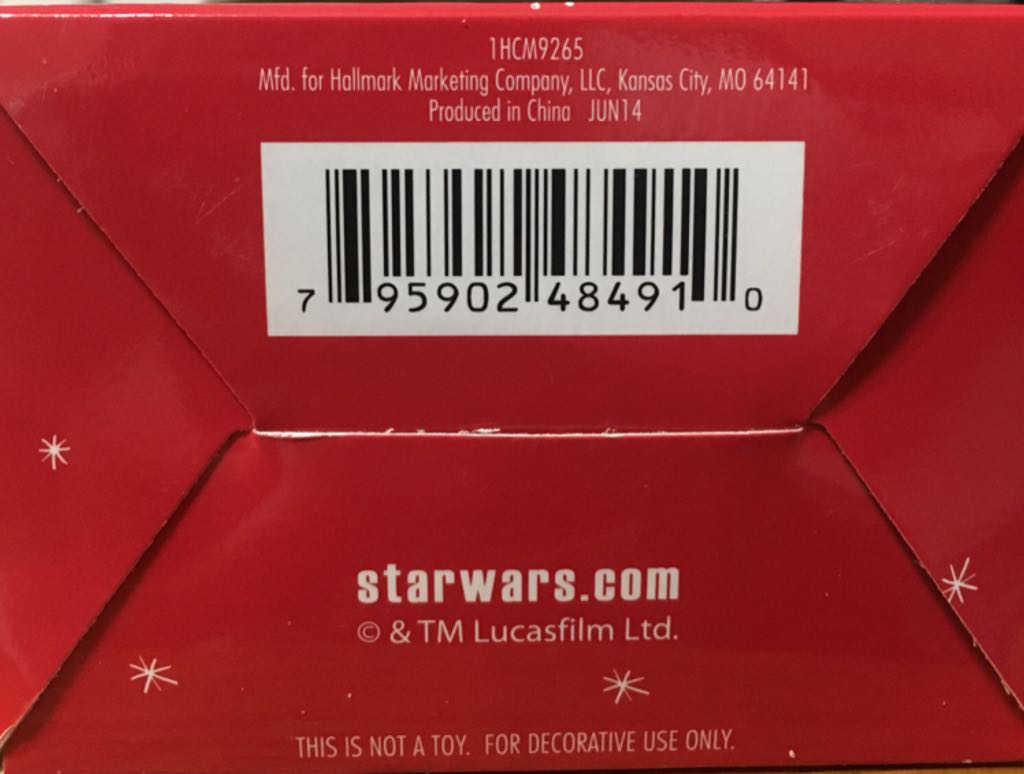 1HCM9265
Mfd. for Hallmark Marketing Company, LLC, Kansas City, MO 64141
Produced in China JUN14
7 95902 48491 0
starwars.com
© & TM Lucasfilm Ltd.
THIS IS NOT A TOY. FOR DECORATIVE USE ONLY.